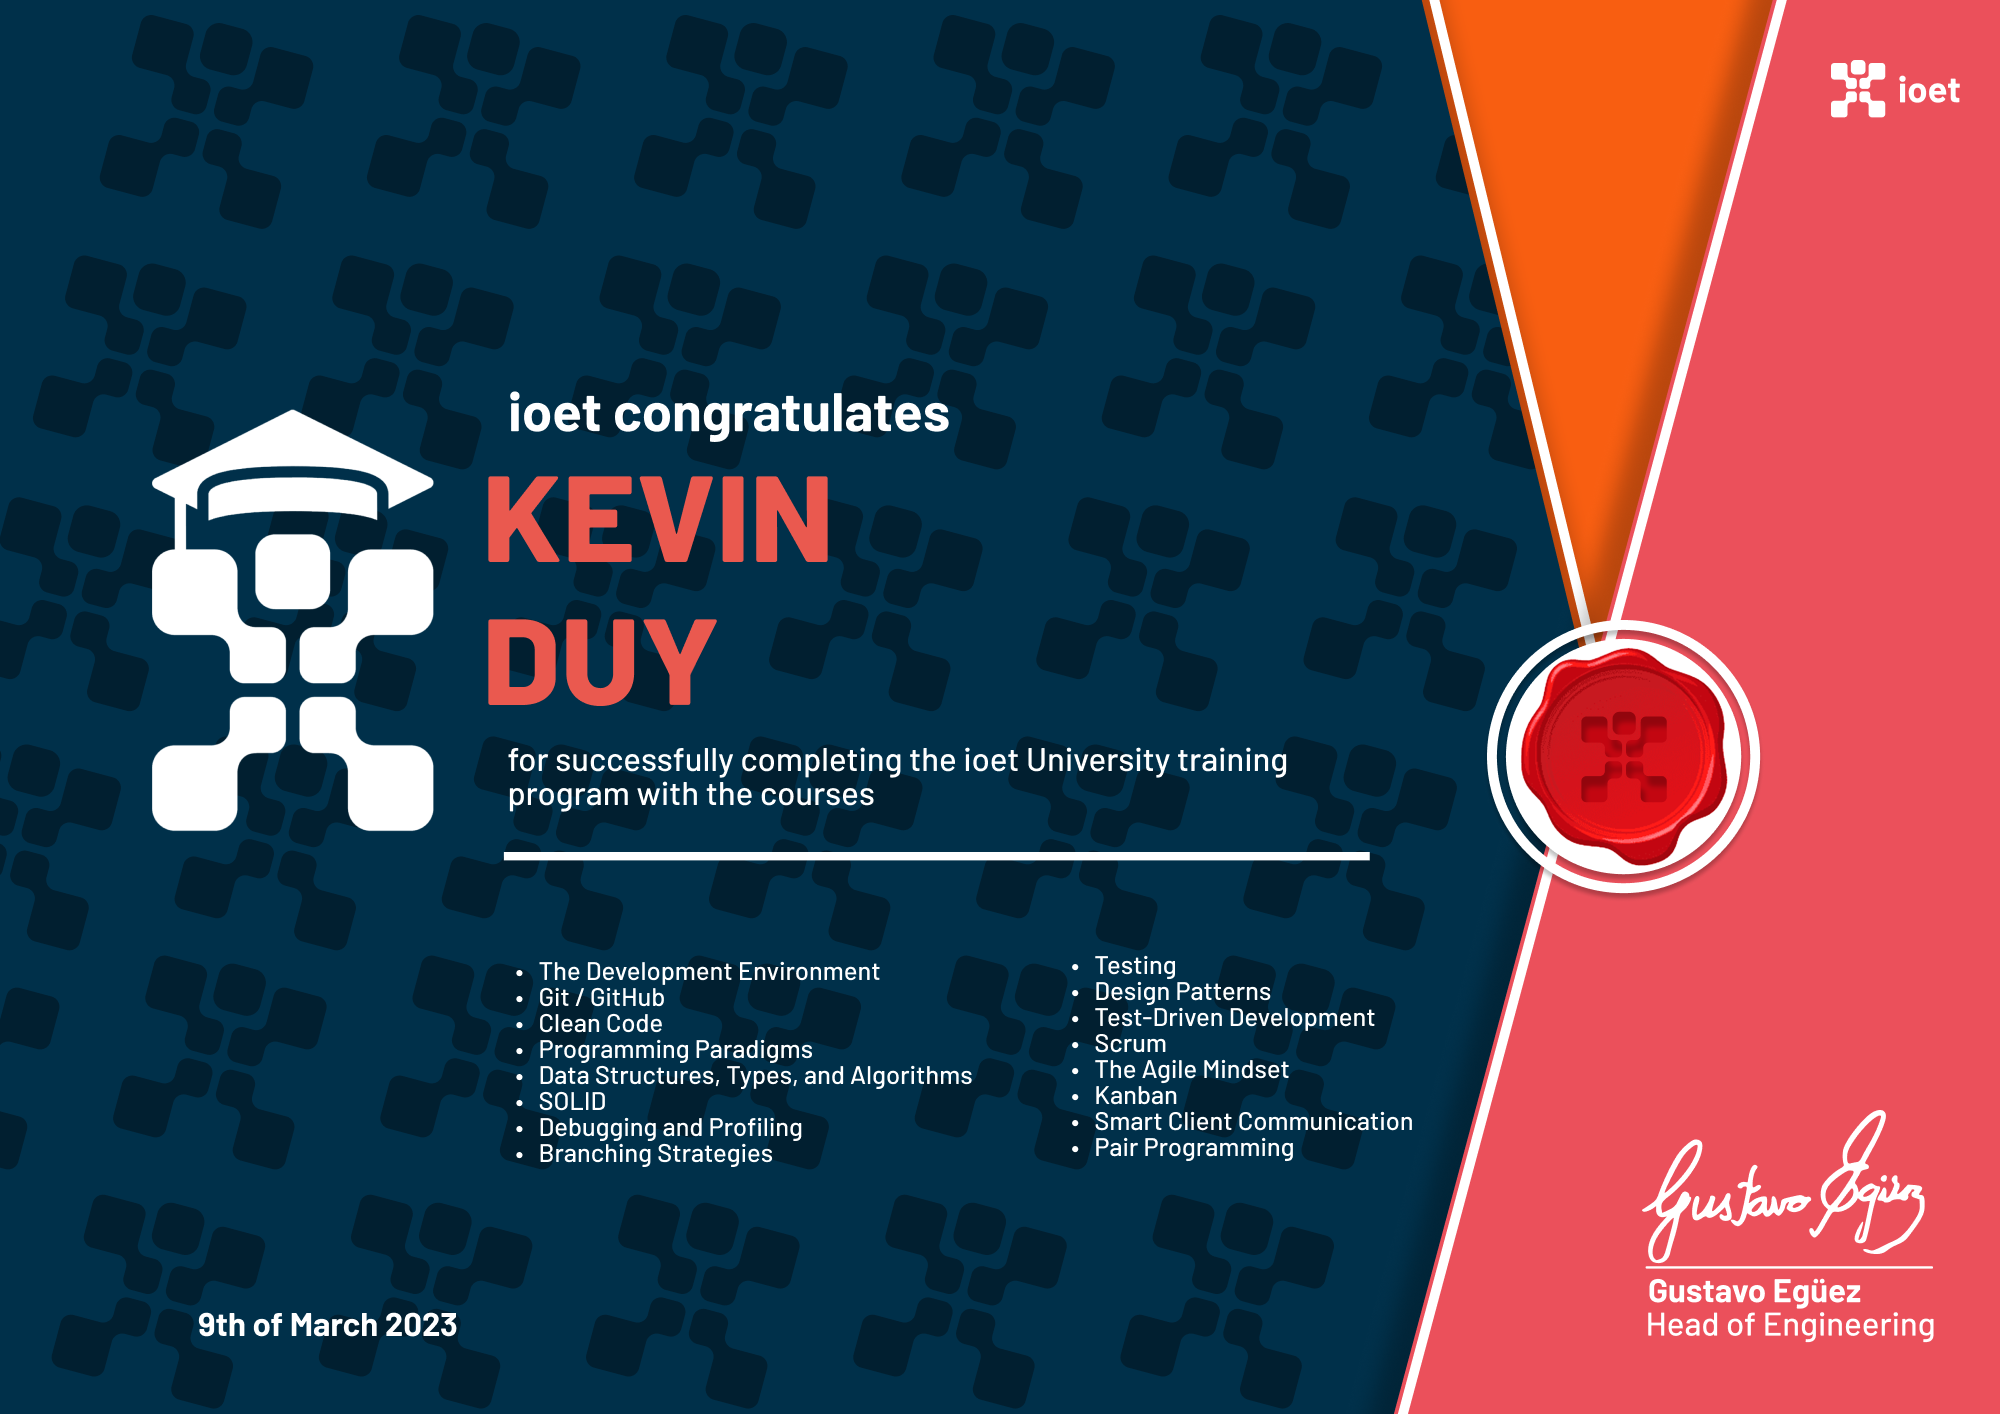 ioet
ioet congratulates
KEVIN
DUY
for successfully completing the ioet University training
program with the courses
• The Development Environment
• Git / GitHub
• Clean Code
• Programming Paradigms
• Data Structures, Types, and Algorithms
• SOLID
• Debugging and Profiling
• Branching Strategies
• Testing
• Design Patterns
• Test-Driven Development
• Scrum
• The Agile Mindset
• Kanban
• Smart Client Communication
• Pair Programming
9th of March 2023
Gustavo Egüez
Gustavo Egüez
Head of Engineering